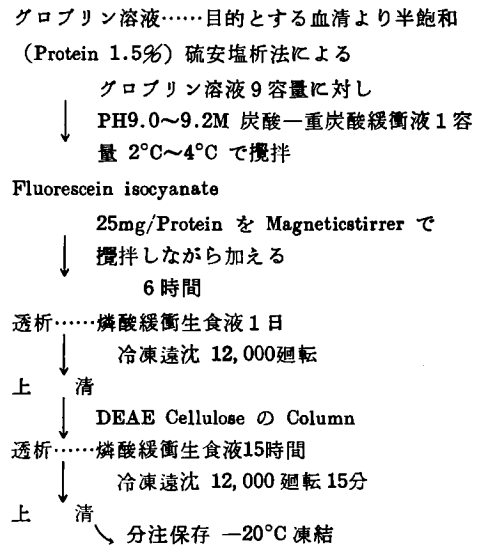 グロブリン溶液……目的とする血清より半飽和
(Protein 1.5%) 硫安塩析法による
グロブリン溶液9容量に対し
PH9.0〜9.2M 炭酸―重炭酸緩衝液1容
量 2°C〜4°C で攪拌
Fluorescein isocyanate
25mg/Protein を Magneticstirrer で
攪拌しながら加える
6時間
透析……燐酸緩衝生食液1日
冷凍遠沈 12,000廻転
上 清
DEAE Cellulose の Column
透析……燐酸緩衝生食液15時間
冷凍遠沈 12,000 廻転 15分
上 清
分注保存 —20°C 凍結